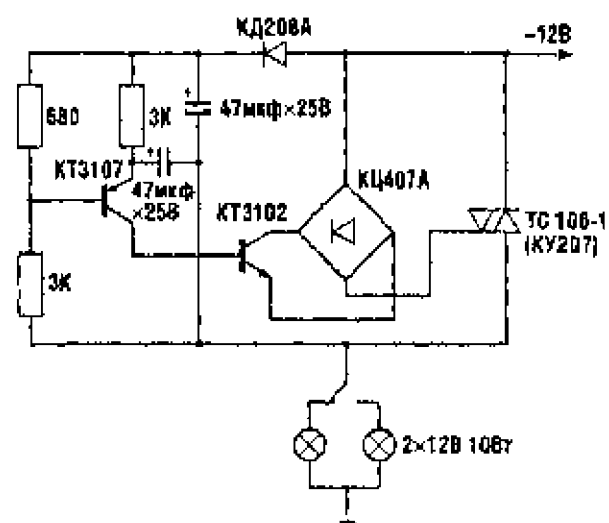 КД208А
~12В
680
3К
47мкф×25В
КТ3107
47мкф
×25В
КТ3102
КЦ407А
ТС 106-1
(КУ207)
3К
2×12В 10Вт